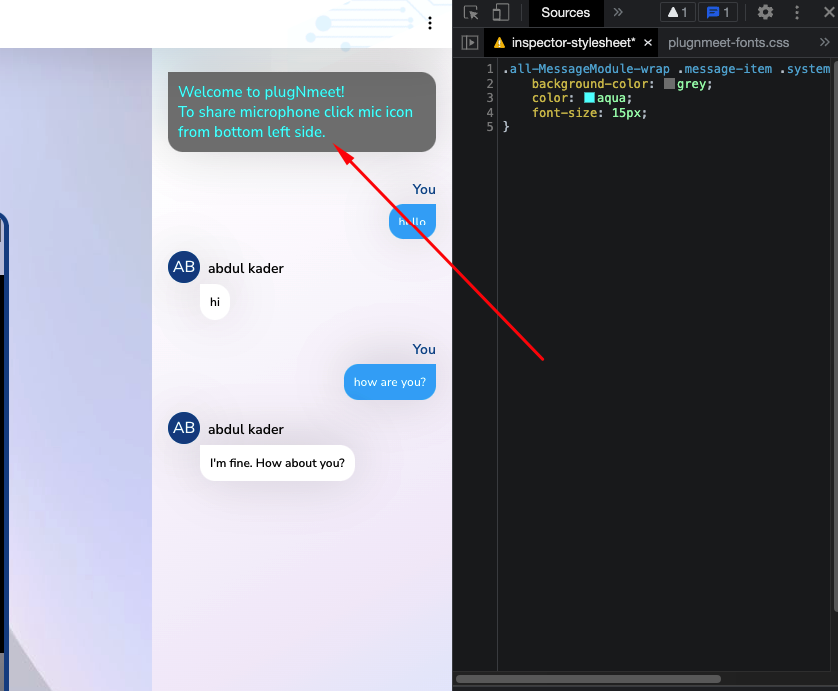 Welcome to plugNmeet!
To share microphone click mic icon
from bottom left side.
You
hello
AB abdul kader
hi
You
how are you?
AB abdul kader
I'm fine. How about you?
Sources » 1 1
inspector-stylesheet* × plugnmeet-fonts.css »
1 .all-MessageModule-wrap .message-item .system
2 background-color: grey;
3 color: aqua;
4 font-size: 15px;
5 }